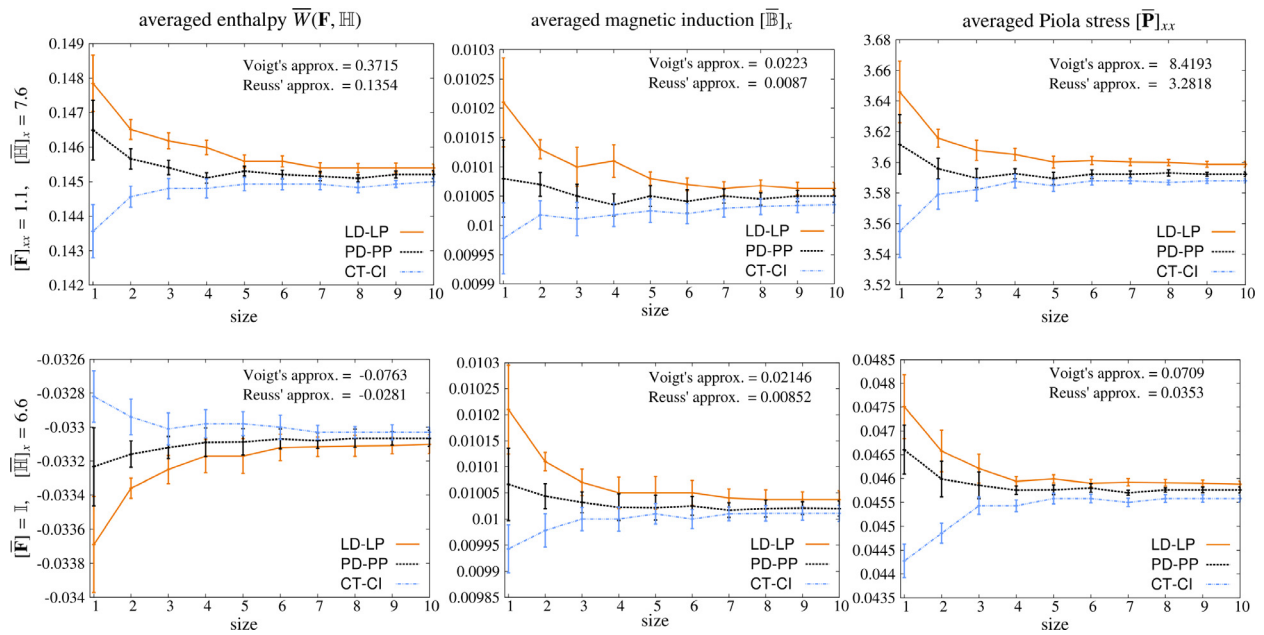 averaged enthalpy W̅(F, ℍ)
averaged magnetic induction [𝔹̅]ₓ
averaged Piola stress [P̅]ₓₓ
[F̅]ₓₓ = 1.1, [ℍ̅]ₓ = 7.6
0.149
0.148
0.147
0.146
0.145
0.144
0.143
0.142
Voigt's approx. = 0.3715
Reuss' approx. = 0.1354
LD-LP
PD-PP
CT-CI
1 2 3 4 5 6 7 8 9 10
size
0.0103
0.01025
0.0102
0.01015
0.0101
0.01005
0.01
0.00995
0.0099
Voigt's approx. = 0.0223
Reuss' approx. = 0.0087
LD-LP
PD-PP
CT-CI
1 2 3 4 5 6 7 8 9 10
size
3.68
3.66
3.64
3.62
3.6
3.58
3.56
3.54
3.52
Voigt's approx. = 8.4193
Reuss' approx. = 3.2818
LD-LP
PD-PP
CT-CI
1 2 3 4 5 6 7 8 9 10
size
[F̅] = 𝕀, [ℍ̅]ₓ = 6.6
-0.0326
-0.0328
-0.033
-0.0332
-0.0334
-0.0336
-0.0338
-0.034
Voigt's approx. = -0.0763
Reuss' approx. = -0.0281
LD-LP
PD-PP
CT-CI
1 2 3 4 5 6 7 8 9 10
size
0.0103
0.01025
0.0102
0.01015
0.0101
0.01005
0.01
0.00995
0.0099
0.00985
Voigt's approx. = 0.02146
Reuss' approx. = 0.00852
LD-LP
PD-PP
CT-CI
1 2 3 4 5 6 7 8 9 10
size
0.0485
0.048
0.0475
0.047
0.0465
0.046
0.0455
0.045
0.0445
0.044
0.0435
Voigt's approx. = 0.0709
Reuss' approx. = 0.0353
LD-LP
PD-PP
CT-CI
1 2 3 4 5 6 7 8 9 10
size